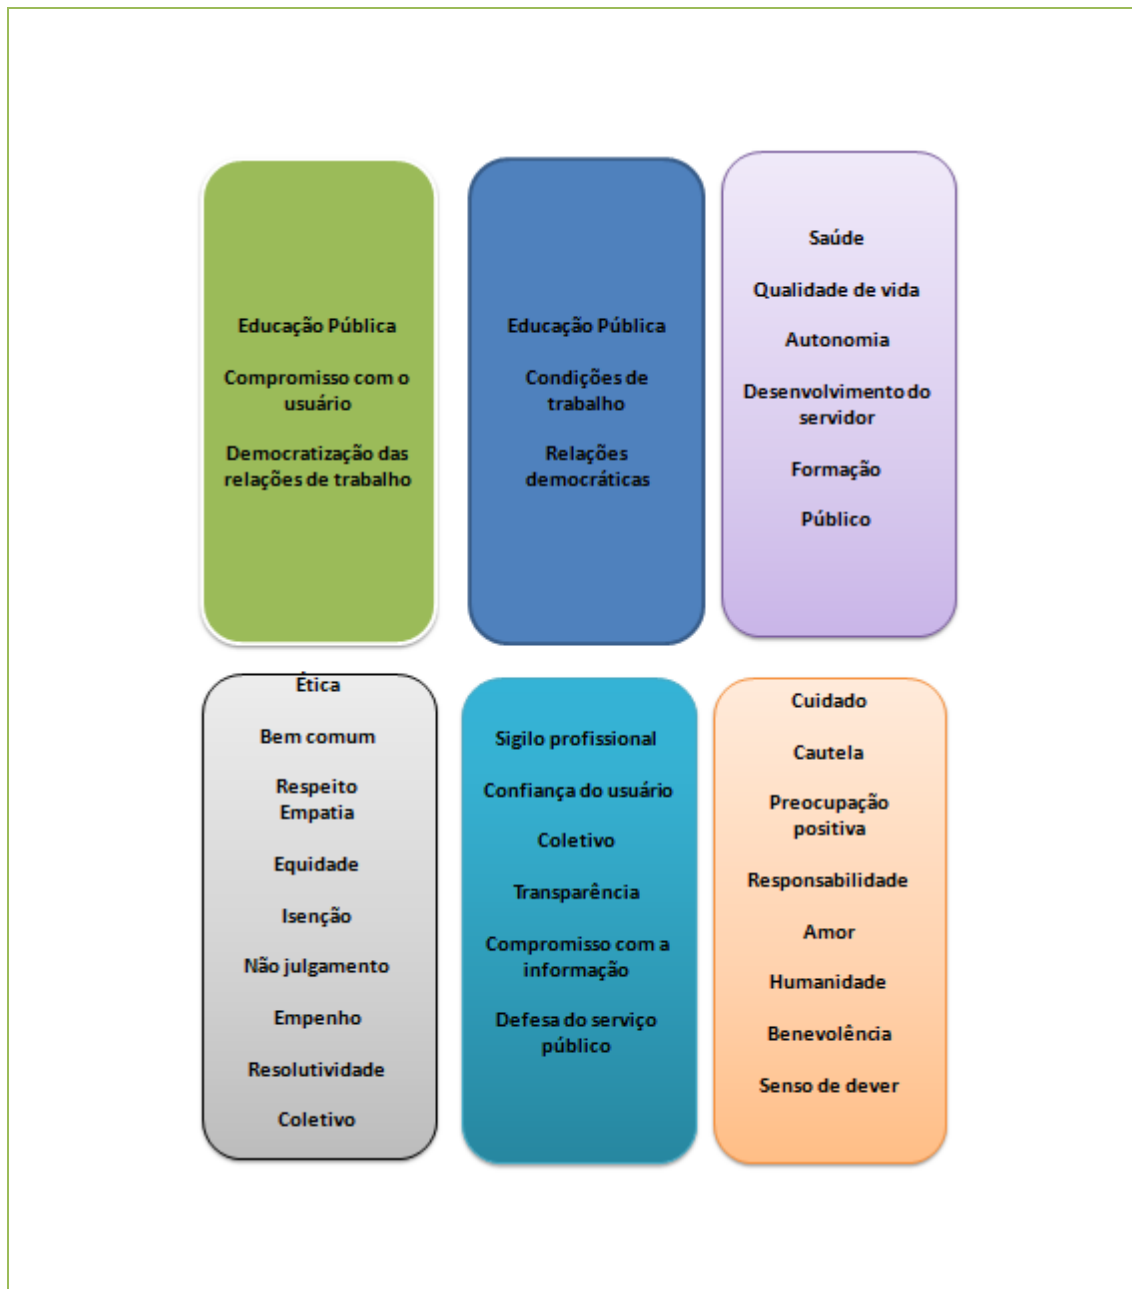 Educação Pública
Compromisso com o
usuário
Democratização das
relações de trabalho
Educação Pública
Condições de
trabalho
Relações
democráticas
Saúde
Qualidade de vida
Autonomia
Desenvolvimento do
servidor
Formação
Público
Ética
Bem comum
Respeito
Empatia
Equidade
Isenção
Não julgamento
Empenho
Resolutividade
Coletivo
Sigilo profissional
Confiança do usuário
Coletivo
Transparência
Compromisso com a
informação
Defesa do serviço
público
Cuidado
Cautela
Preocupação
positiva
Responsabilidade
Amor
Humanidade
Benevolência
Senso de dever